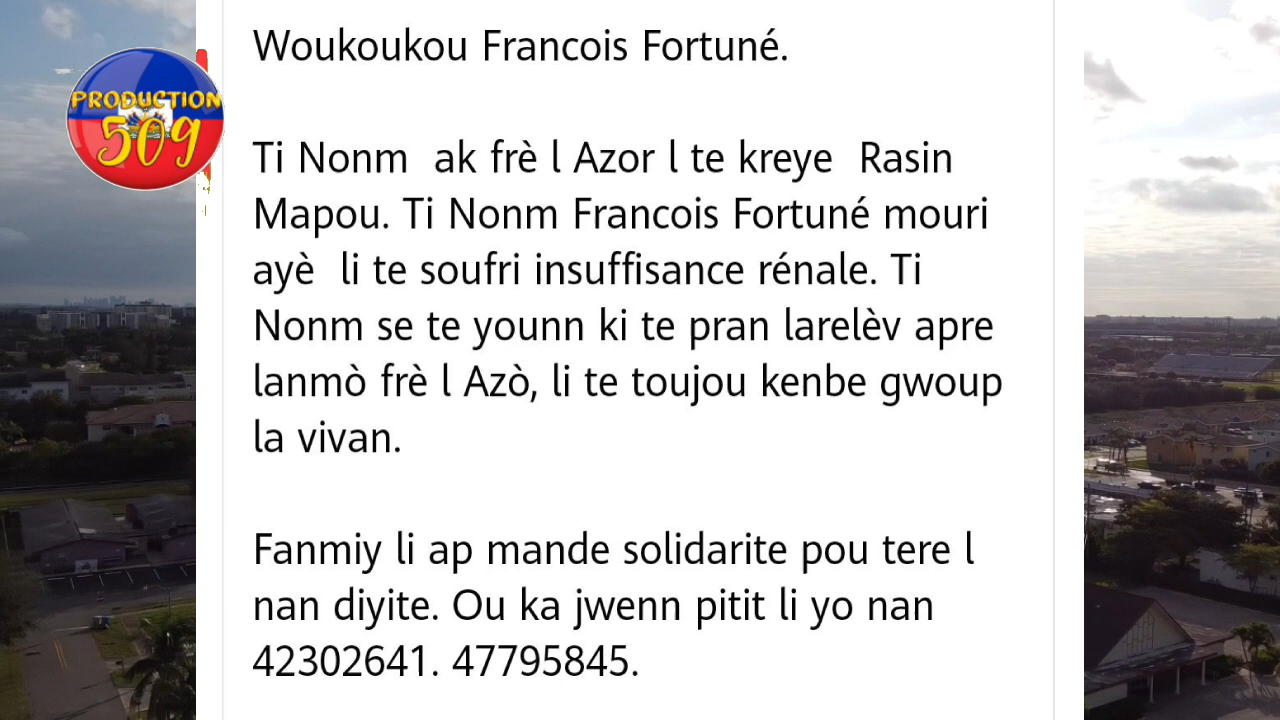 PRODUCTION
509
Woukoukou Francois Fortuné.
Ti Nonm ak frè l Azor l te kreye Rasin
Mapou. Ti Nonm Francois Fortuné mouri
ayè li te soufri insuffisance rénale. Ti
Nonm se te younn ki te pran larelèv apre
lanmò frè l Azò, li te toujou kenbe gwoup
la vivan.
Fanmiy li ap mande solidarite pou tere l
nan diyite. Ou ka jwenn pitit li yo nan
42302641. 47795845.